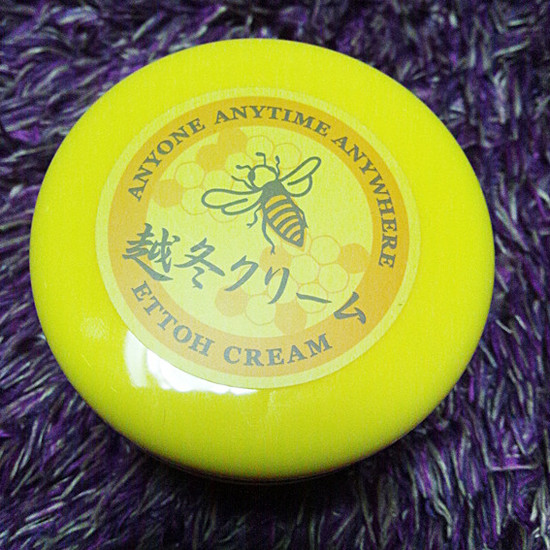 ANYONE ANYTIME ANYWHERE
越冬クリーム
ETTOH CREAM